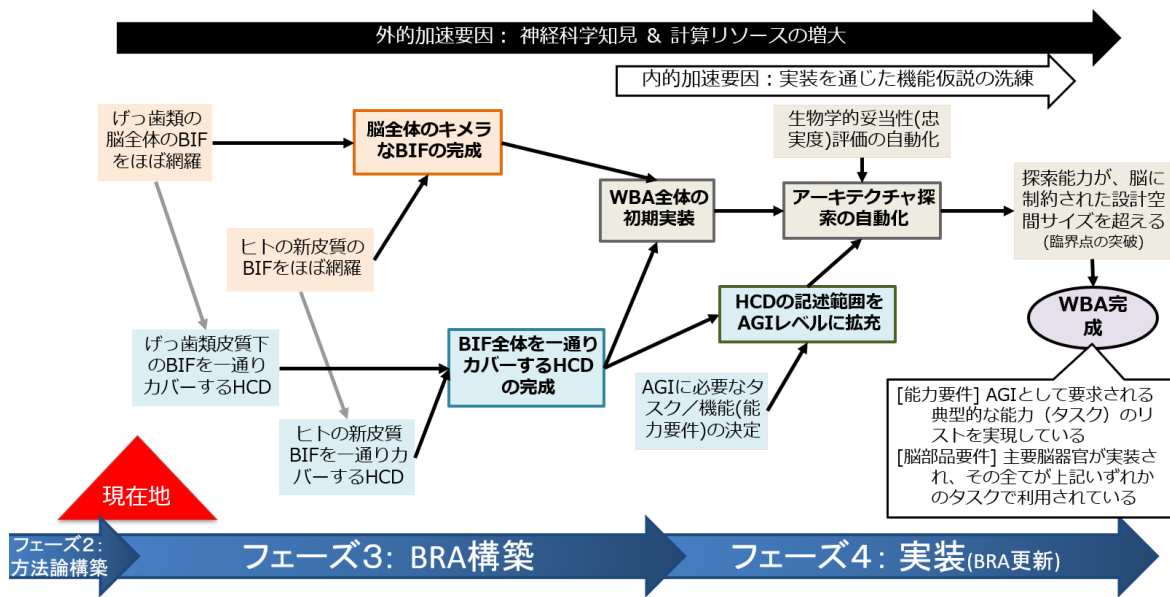 外的加速要因： 神経科学知見 & 計算リソースの増大
内的加速要因：実装を通じた機能仮説の洗練
げっ歯類の
脳全体のBIF
をほぼ網羅
脳全体のキメラ
なBIFの完成
生物学的妥当性(忠
実度)評価の自動化
WBA全体の
初期実装
アーキテクチャ探
索の自動化
探索能力が、脳に
制約された設計空
間サイズを超える
(臨界点の突破)
ヒトの新皮質の
BIFをほぼ網羅
HCDの記述範囲を
AGIレベルに拡充
WBA完
成
げっ歯類皮質下
のBIFを一通り
カバーするHCD
BIF全体を一通り
カバーするHCD
の完成
AGIに必要なタ
スク／機能(能
力要件)の決定
ヒトの新皮質
BIFを一通りカ
バーするHCD
[能力要件] AGIとして要求される
典型的な能力（タスク）のリ
ストを実現している
[脳部品要件] 主要脳器官が実装さ
れ、その全てが上記いずれか
のタスクで利用されている
現在地
フェーズ2：
方法論構築
フェーズ3： BRA構築
フェーズ4： 実装(BRA更新)